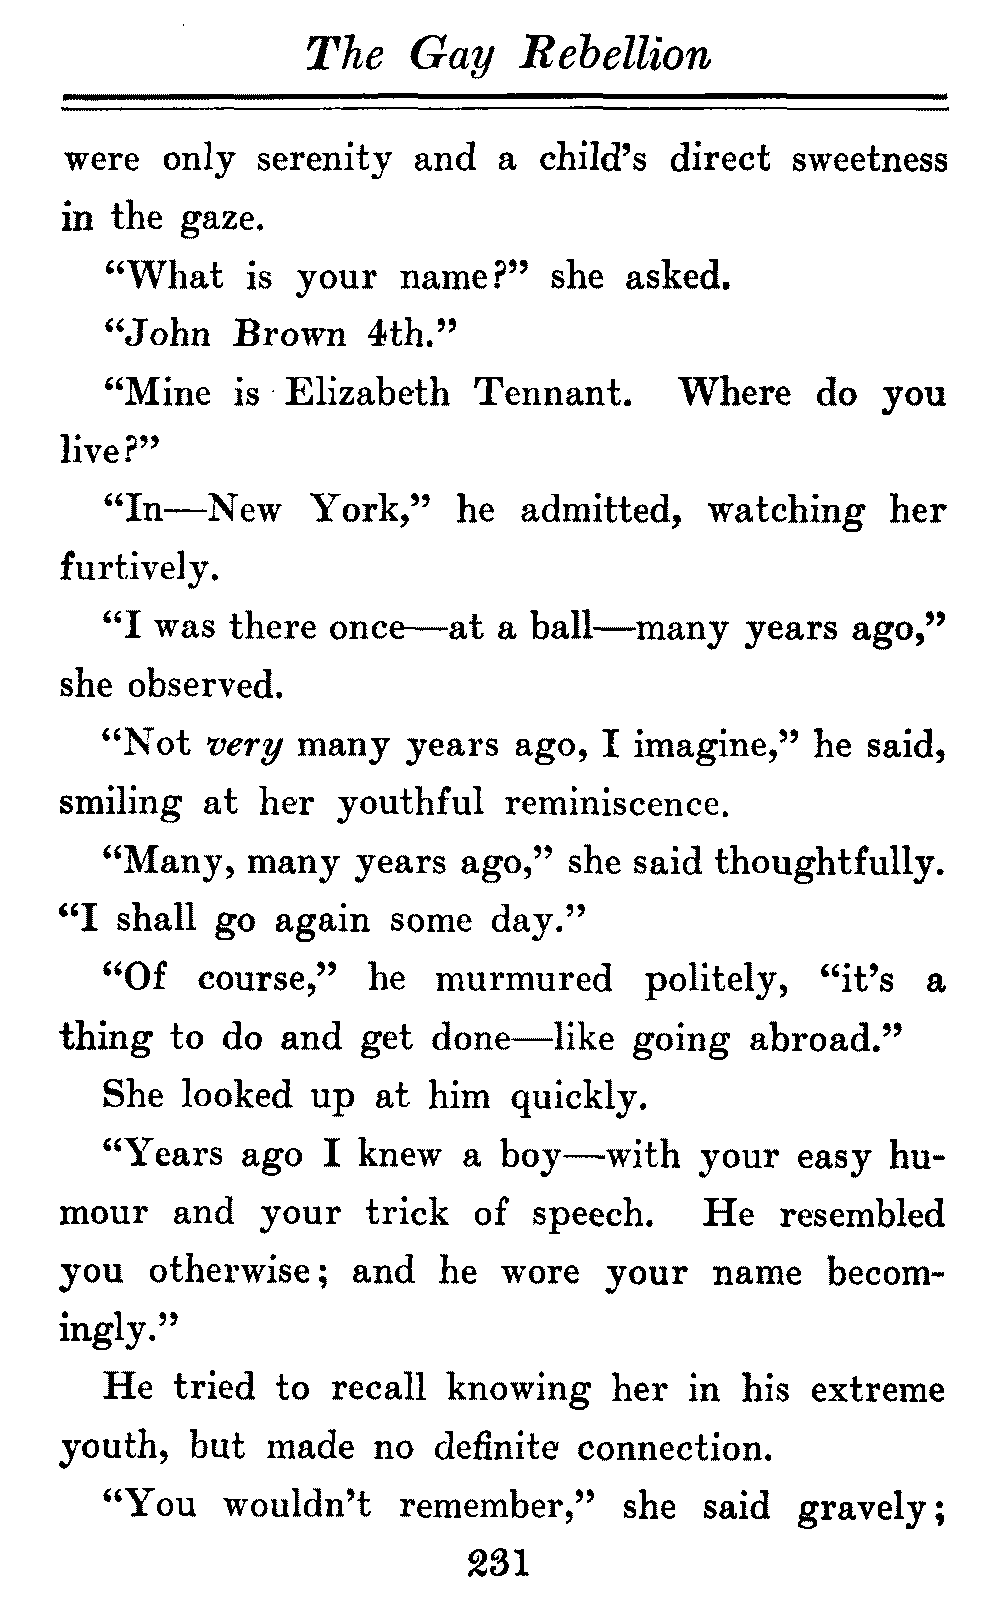 The Gay Rebellion
were only serenity and a child's direct sweetness
in the gaze.
“What is your name?” she asked.
“John Brown 4th.”
“Mine is Elizabeth Tennant. Where do you
live?”
“In—New York,” he admitted, watching her
furtively.
“I was there once—at a ball—many years ago,”
she observed.
“Not very many years ago, I imagine,” he said,
smiling at her youthful reminiscence.
“Many, many years ago,” she said thoughtfully.
“I shall go again some day.”
“Of course,” he murmured politely, “it's a
thing to do and get done—like going abroad.”
She looked up at him quickly.
“Years ago I knew a boy—with your easy hu-
mour and your trick of speech. He resembled
you otherwise; and he wore your name becom-
ingly.”
He tried to recall knowing her in his extreme
youth, but made no definite connection.
“You wouldn't remember,” she said gravely;
231